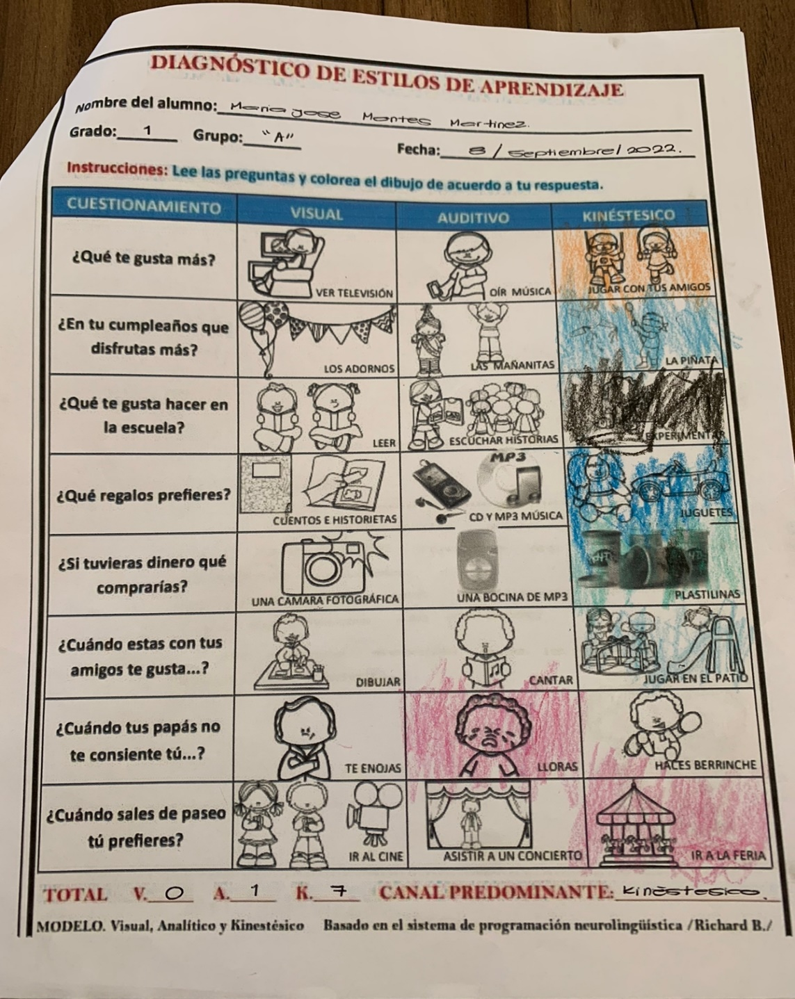 DIAGNÓSTICO DE ESTILOS DE APRENDIZAJE
Nombre del alumno: Maria Jose Montes Martinez.
Grado: 1 Grupo: "A"
Fecha: 8 / Septiembre / 2022.
Instrucciones: Lee las preguntas y colorea el dibujo de acuerdo a tu respuesta.
CUESTIONAMIENTO VISUAL AUDITIVO KINÉSTESICO
¿Qué te gusta más?
VER TELEVISIÓN OÍR MÚSICA JUGAR CON TUS AMIGOS
¿En tu cumpleaños que
disfrutas más?
LOS ADORNOS LAS MAÑANITAS LA PIÑATA
¿Qué te gusta hacer en
la escuela?
LEER ESCUCHAR HISTORIAS EXPERIMENTAR
¿Qué regalos prefieres?
MP3
CUENTOS E HISTORIETAS CD Y MP3 MÚSICA JUGUETES
¿Si tuvieras dinero qué
comprarías?
UNA CAMARA FOTOGRÁFICA UNA BOCINA DE MP3 PLASTILINAS
¿Cuándo estas con tus
amigos te gusta...?
DIBUJAR CANTAR JUGAR EN EL PATIO
¿Cuándo tus papás no
te consiente tú...?
TE ENOJAS LLORAS HACES BERRINCHE
¿Cuándo sales de paseo
tú prefieres?
IR AL CINE ASISTIR A UN CONCIERTO IR A LA FERIA
TOTAL V. 0 A. 1 K. 7 CANAL PREDOMINANTE: Kinéstesico.
MODELO. Visual, Analítico y Kinestésico Basado en el sistema de programación neurolingüística /Richard B./